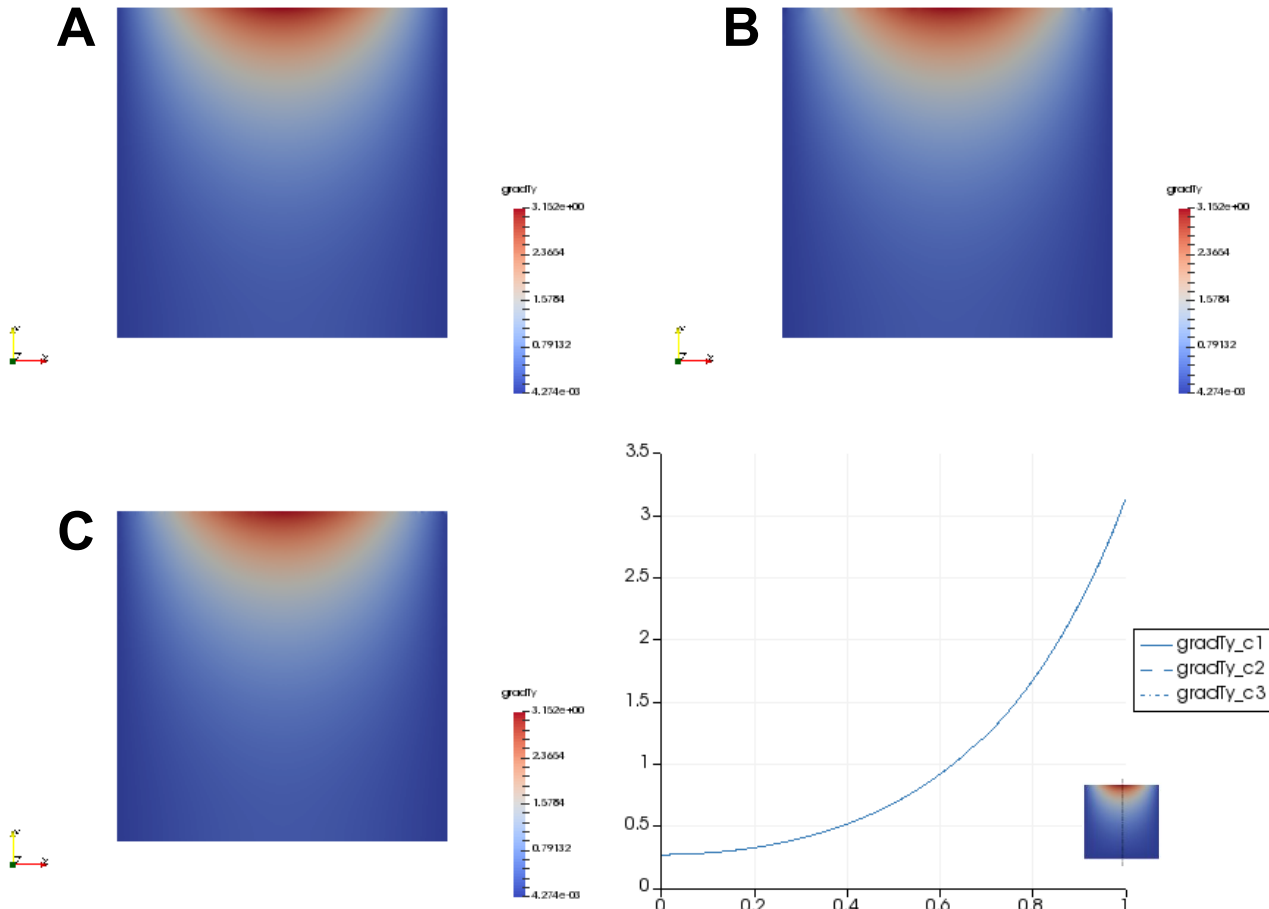 A
B
gradTy
3.152e+00
2.3654
1.5784
0.79132
4.274e-03
gradTy
3.152e+00
2.3654
1.5784
0.79132
4.274e-03
C
gradTy
3.152e+00
2.3654
1.5784
0.79132
4.274e-03
3.5
3
2.5
2
1.5
1
0.5
0
0 0.2 0.4 0.6 0.8 1
gradTy_c1
gradTy_c2
gradTy_c3